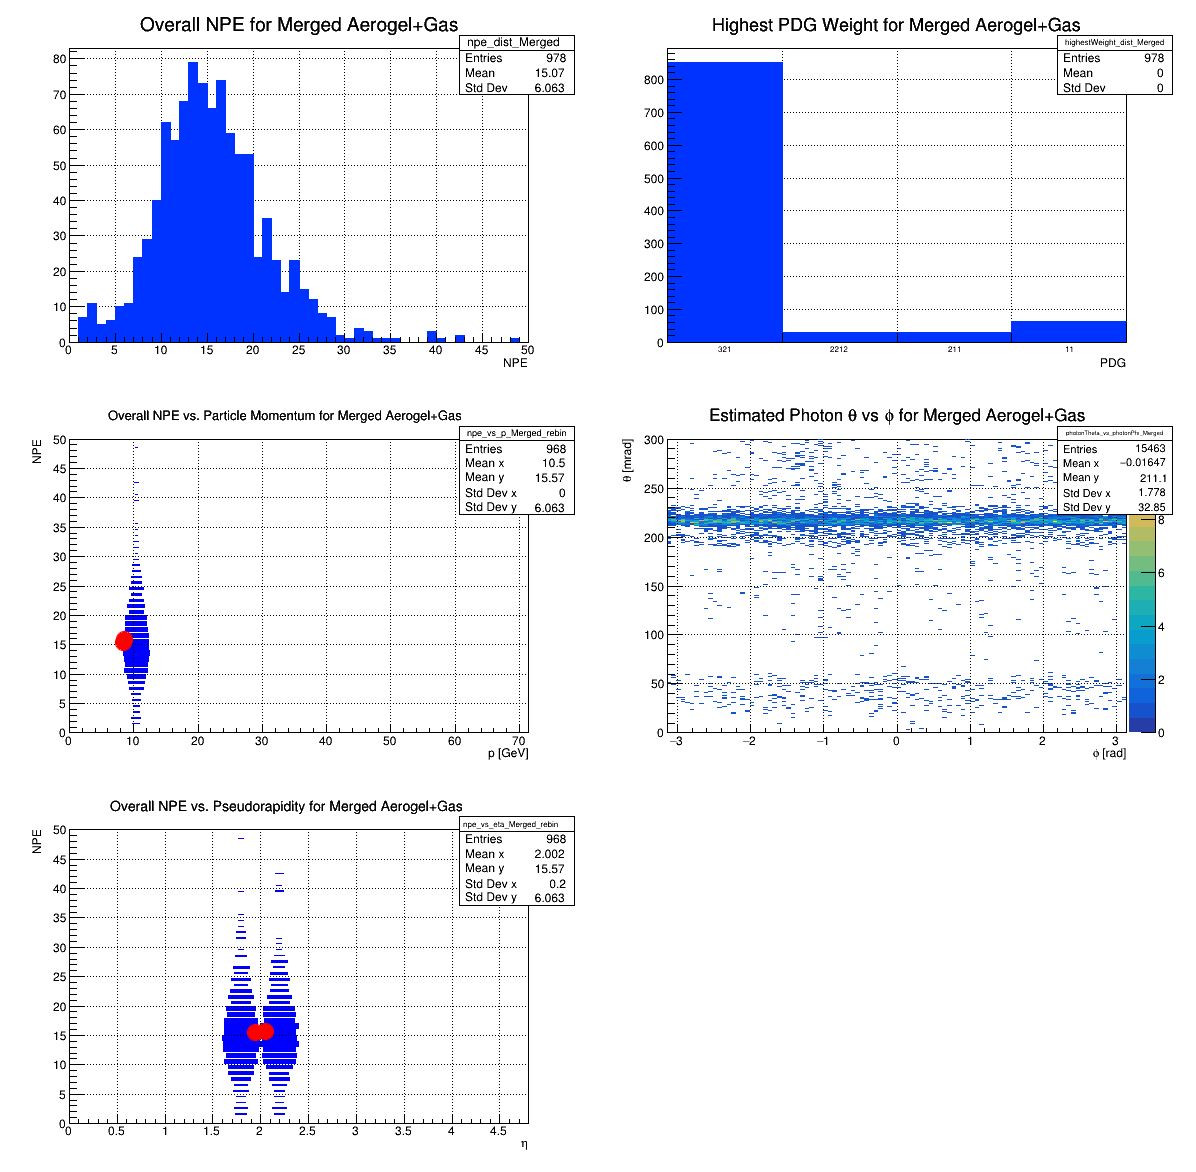 Overall NPE for Merged Aerogel+Gas
npe_dist_Merged
Entries 978
Mean 15.07
Std Dev 6.063
80
70
60
50
40
30
20
10
0
0 5 10 15 20 25 30 35 40 45 50
NPE
Highest PDG Weight for Merged Aerogel+Gas
highestWeight_dist_Merged
Entries 978
Mean 0
Std Dev 0
800
700
600
500
400
300
200
100
0
321 2212 211 11
PDG
Overall NPE vs. Particle Momentum for Merged Aerogel+Gas
npe_vs_p_Merged_rebin
Entries 968
Mean x 10.5
Mean y 15.57
Std Dev x 0
Std Dev y 6.063
NPE
50
45
40
35
30
25
20
15
10
5
0
0 10 20 30 40 50 60 70
p [GeV]
Estimated Photon θ vs ϕ for Merged Aerogel+Gas
photonTheta_vs_photonPhi_Merged
Entries 15463
Mean x −0.01647
Mean y 211.1
Std Dev x 1.778
Std Dev y 32.85
θ [mrad]
300
250
200
150
100
50
0
−3 −2 −1 0 1 2 3
ϕ [rad]
8
6
4
2
0
Overall NPE vs. Pseudorapidity for Merged Aerogel+Gas
npe_vs_eta_Merged_rebin
Entries 968
Mean x 2.002
Mean y 15.57
Std Dev x 0.2
Std Dev y 6.063
NPE
50
45
40
35
30
25
20
15
10
5
0
0 0.5 1 1.5 2 2.5 3 3.5 4 4.5
η